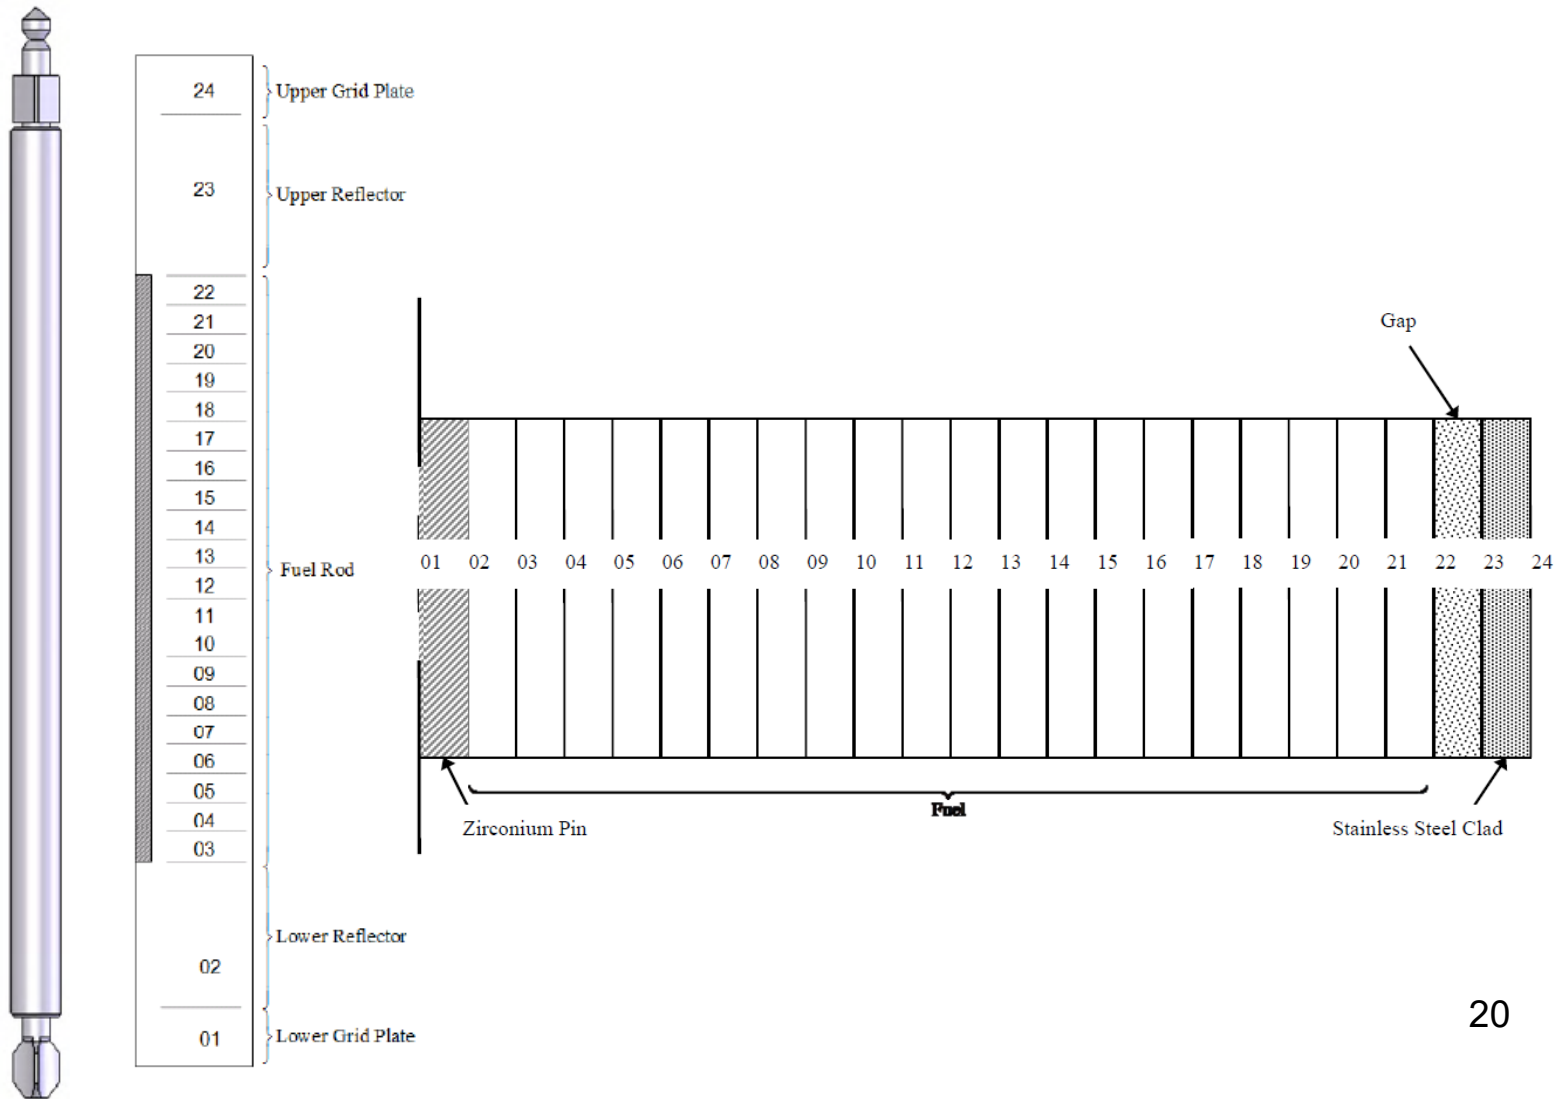 24
Upper Grid Plate
23
Upper Reflector
22
21
20
19
18
17
16
15
14
13
12
11
10
09
08
07
06
05
04
03
Fuel Rod
Lower Reflector
02
01
Lower Grid Plate
Gap
01 02 03 04 05 06 07 08 09 10 11 12 13 14 15 16 17 18 19 20 21 22 23 24
Fuel
Zirconium Pin
Stainless Steel Clad
20